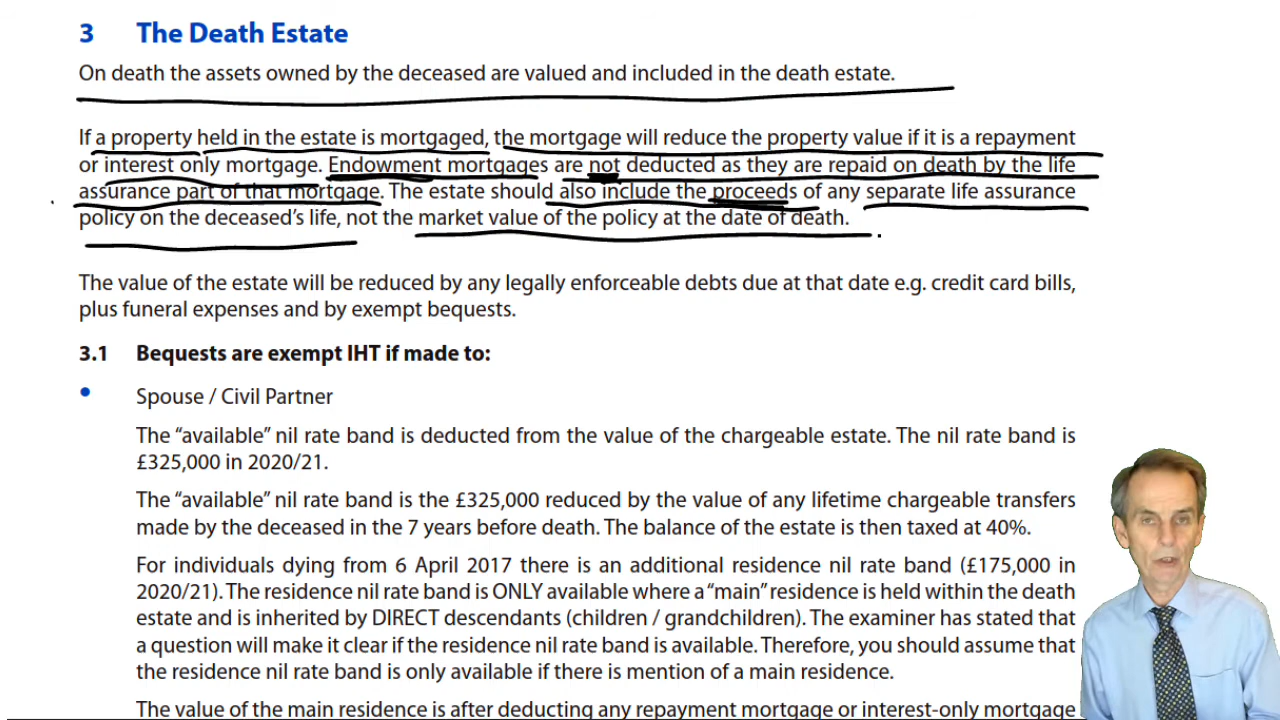 3 The Death Estate
On death the assets owned by the deceased are valued and included in the death estate.
If a property held in the estate is mortgaged, the mortgage will reduce the property value if it is a repayment
or interest only mortgage. Endowment mortgages are not deducted as they are repaid on death by the life
assurance part of that mortgage. The estate should also include the proceeds of any separate life assurance
policy on the deceased's life, not the market value of the policy at the date of death.
The value of the estate will be reduced by any legally enforceable debts due at that date e.g. credit card bills,
plus funeral expenses and by exempt bequests.
3.1 Bequests are exempt IHT if made to:
• Spouse / Civil Partner
The “available” nil rate band is deducted from the value of the chargeable estate. The nil rate band is
£325,000 in 2020/21.
The “available” nil rate band is the £325,000 reduced by the value of any lifetime chargeable transfers
made by the deceased in the 7 years before death. The balance of the estate is then taxed at 40%.
For individuals dying from 6 April 2017 there is an additional residence nil rate band (£175,000 in
2020/21). The residence nil rate band is ONLY available where a “main” residence is held within the death
estate and is inherited by DIRECT descendants (children / grandchildren). The examiner has stated that
a question will make it clear if the residence nil rate band is available. Therefore, you should assume that
the residence nil rate band is only available if there is mention of a main residence.
The value of the main residence is after deducting any repayment mortgage or interest-only mortgage